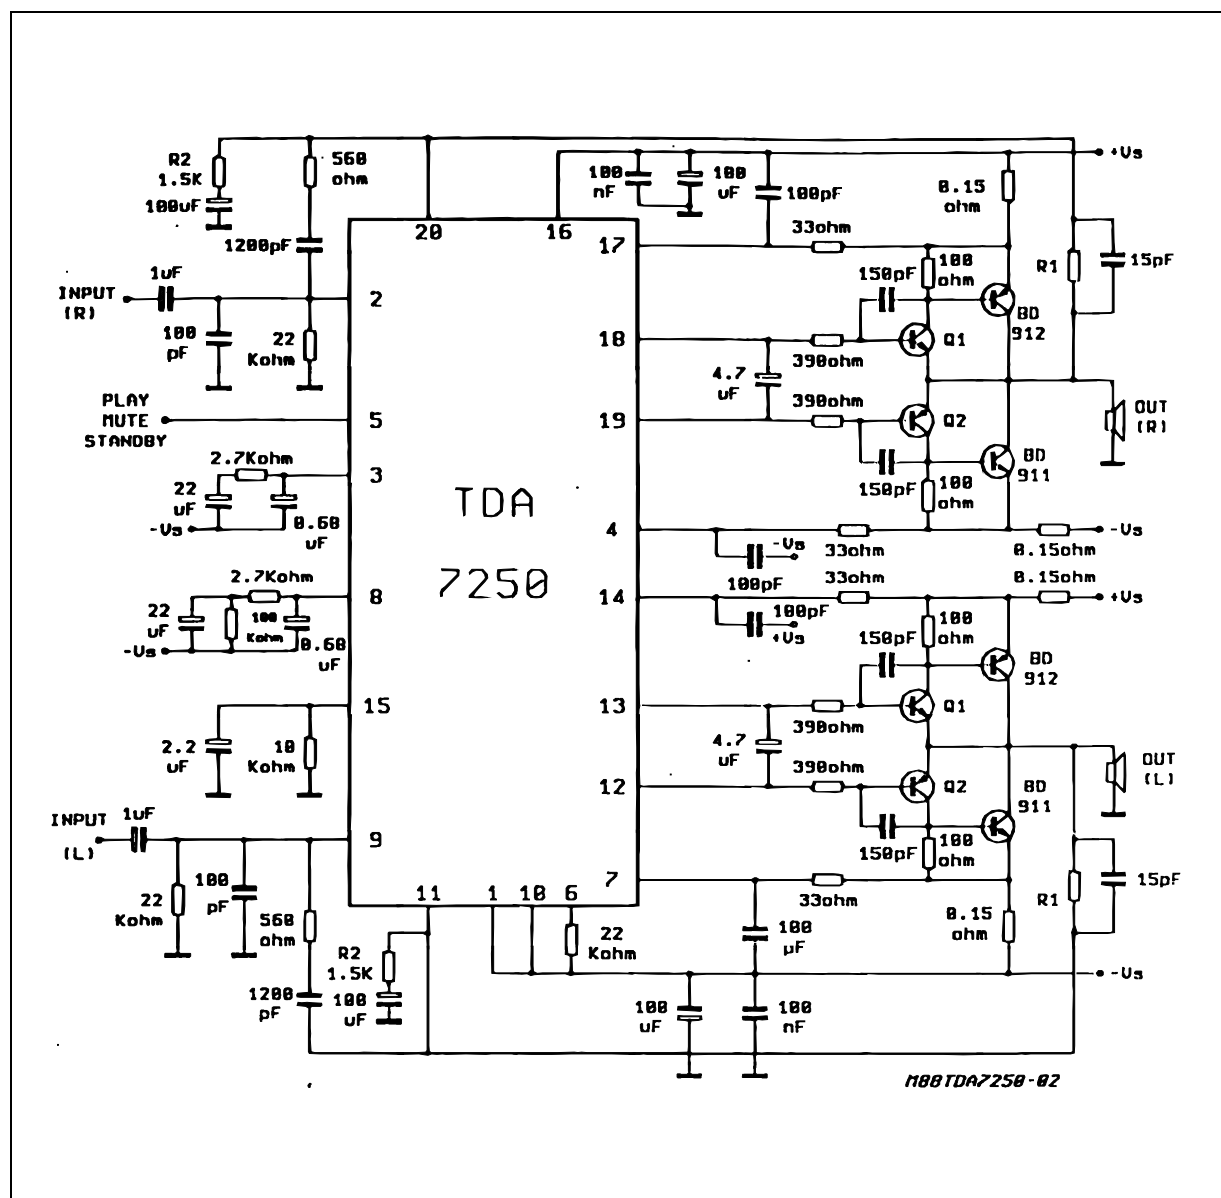 R2
1.5K
100uF
560
ohm
1200pF
1uF
INPUT
(R)
100
pF
22
Kohm
PLAY
MUTE
STANDBY
2.7Kohm
22
uF
-Vs
0.68
uF
2.7Kohm
22
uF
100
Kohm
-Vs
0.68
uF
2.2
uF
10
Kohm
INPUT
(L)
1uF
22
Kohm
100
pF
560
ohm
1200
pF
R2
1.5K
100
uF
20
16
2
5
3
8
15
9
11
1
10
6
TDA
7250
17
18
19
4
14
13
12
7
22
Kohm
100
nF
100
uF
100pF
33ohm
0.15
ohm
+Vs
150pF
100
ohm
R1
15pF
BD
912
Q1
390ohm
4.7
uF
390ohm
Q2
OUT
(R)
150pF
100
ohm
BD
911
-Vs
100pF
33ohm
0.15ohm
-Vs
33ohm
0.15ohm
+Vs
100pF
+Vs
150pF
100
ohm
BD
912
Q1
390ohm
4.7
uF
390ohm
Q2
OUT
(L)
BD
911
150pF
100
ohm
33ohm
R1
15pF
0.15
ohm
100
µF
-Vs
100
uF
100
nF
M88TDA7250-02